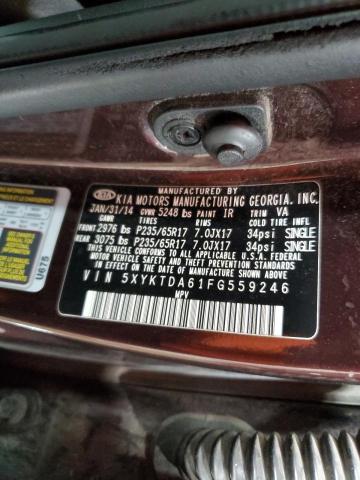 MANUFACTURED BY
KIA KIA MOTORS MANUFACTURING GEORGIA, INC.
JAN/31/14 GVWR 5248 lbs PAINT IR TRIM VA
GAWR TIRES RIMS COLD TIRE INFL
FRONT 2976 lbs P235/65R17 7.0JX17 34psi SINGLE
REAR 3075 lbs P235/65R17 7.0JX17 34psi SINGLE
THIS VEHICLE CONFORMS TO ALL APPLICABLE U.S.A. FEDERAL
MOTOR VEHICLE SAFETY AND THEFT PREVENTION STANDARDS
IN EFFECT ON THE DATE OF MANUFACTURE SHOWN ABOVE.
VIN 5XYKTDA61FG559246
MPV
U675